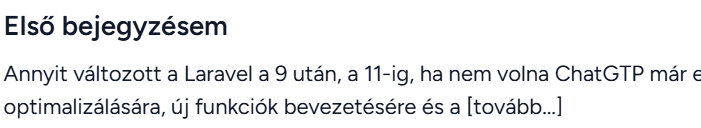 Első bejegyzésem
Annyit változott a Laravel a 9 után, a 11-ig, ha nem volna ChatGTP már
optimalizálására, új funkciók bevezetésére és a [tovább...]